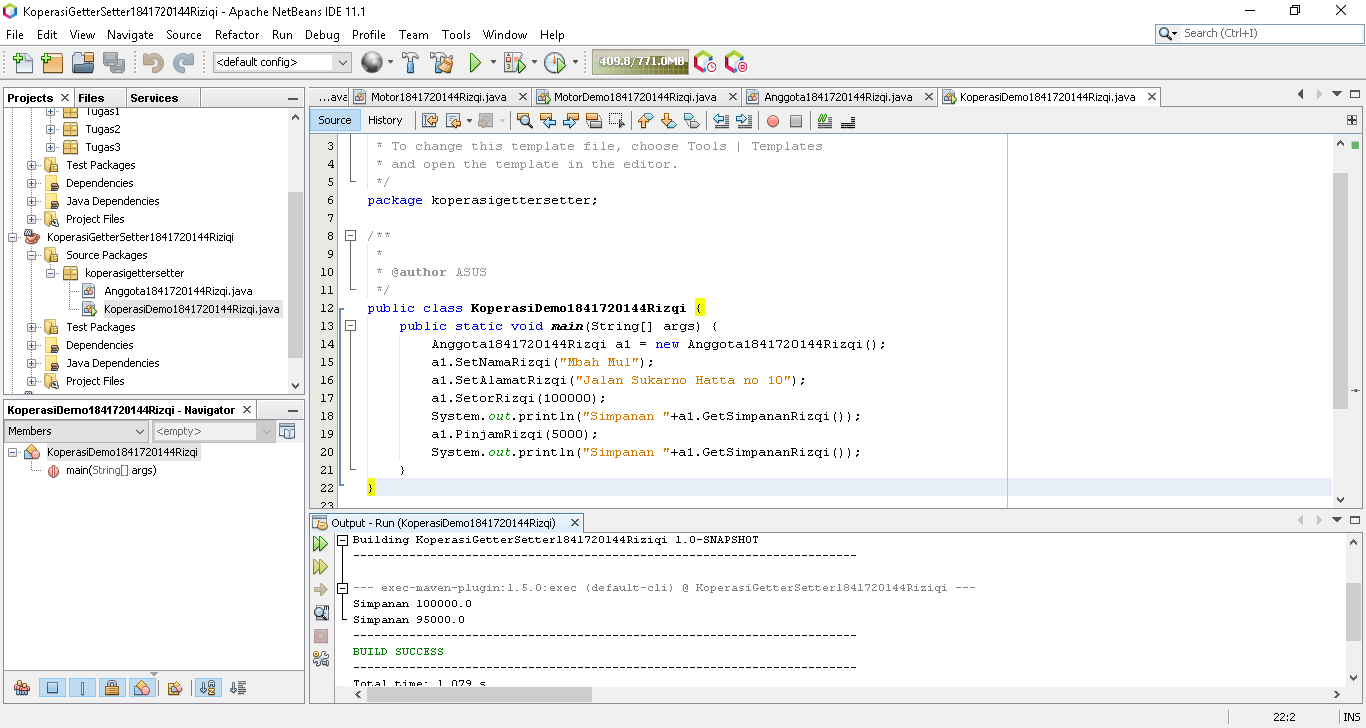 KoperasiGetterSetter1841720144Riziqi - Apache NetBeans IDE 11.1
File Edit View Navigate Source Refactor Run Debug Profile Team Tools Window Help
Search (Ctrl+I)
<default config>
409.8/771.0MB
Projects Files Services
Tugas1
Tugas2
Tugas3
Test Packages
Dependencies
Java Dependencies
Project Files
KoperasiGetterSetter1841720144Riziqi
Source Packages
koperasigettersetter
Anggota1841720144Rizqi.java
KoperasiDemo1841720144Rizqi.java
Test Packages
Dependencies
Java Dependencies
Project Files
KoperasiDemo1841720144Rizqi - Navigator
Members
<empty>
KoperasiDemo1841720144Rizqi
main(String[] args)
...ava Motor1841720144Rizqi.java MotorDemo1841720144Rizqi.java Anggota1841720144Rizqi.java KoperasiDemo1841720144Rizqi.java
Source History
3 * To change this template file, choose Tools | Templates
4 * and open the template in the editor.
5 */
6 package koperasigettersetter;
7
8 /**
9 *
10 * @author ASUS
11 */
12 public class KoperasiDemo1841720144Rizqi {
13 public static void main(String[] args) {
14 Anggota1841720144Rizqi a1 = new Anggota1841720144Rizqi();
15 a1.SetNamaRizqi("Mbah Mul");
16 a1.SetAlamatRizqi("Jalan Sukarno Hatta no 10");
17 a1.SetorRizqi(100000);
18 System.out.println("Simpanan "+a1.GetSimpananRizqi());
19 a1.PinjamRizqi(5000);
20 System.out.println("Simpanan "+a1.GetSimpananRizqi());
21 }
22 }
23
Output - Run (KoperasiDemo1841720144Rizqi)
Building KoperasiGetterSetter1841720144Riziqi 1.0-SNAPSHOT
------------------------------------------------------------------------
--- exec-maven-plugin:1.5.0:exec (default-cli) @ KoperasiGetterSetter1841720144Riziqi ---
Simpanan 100000.0
Simpanan 95000.0
------------------------------------------------------------------------
BUILD SUCCESS
------------------------------------------------------------------------
Total time: 1.079 s
22:2 INS